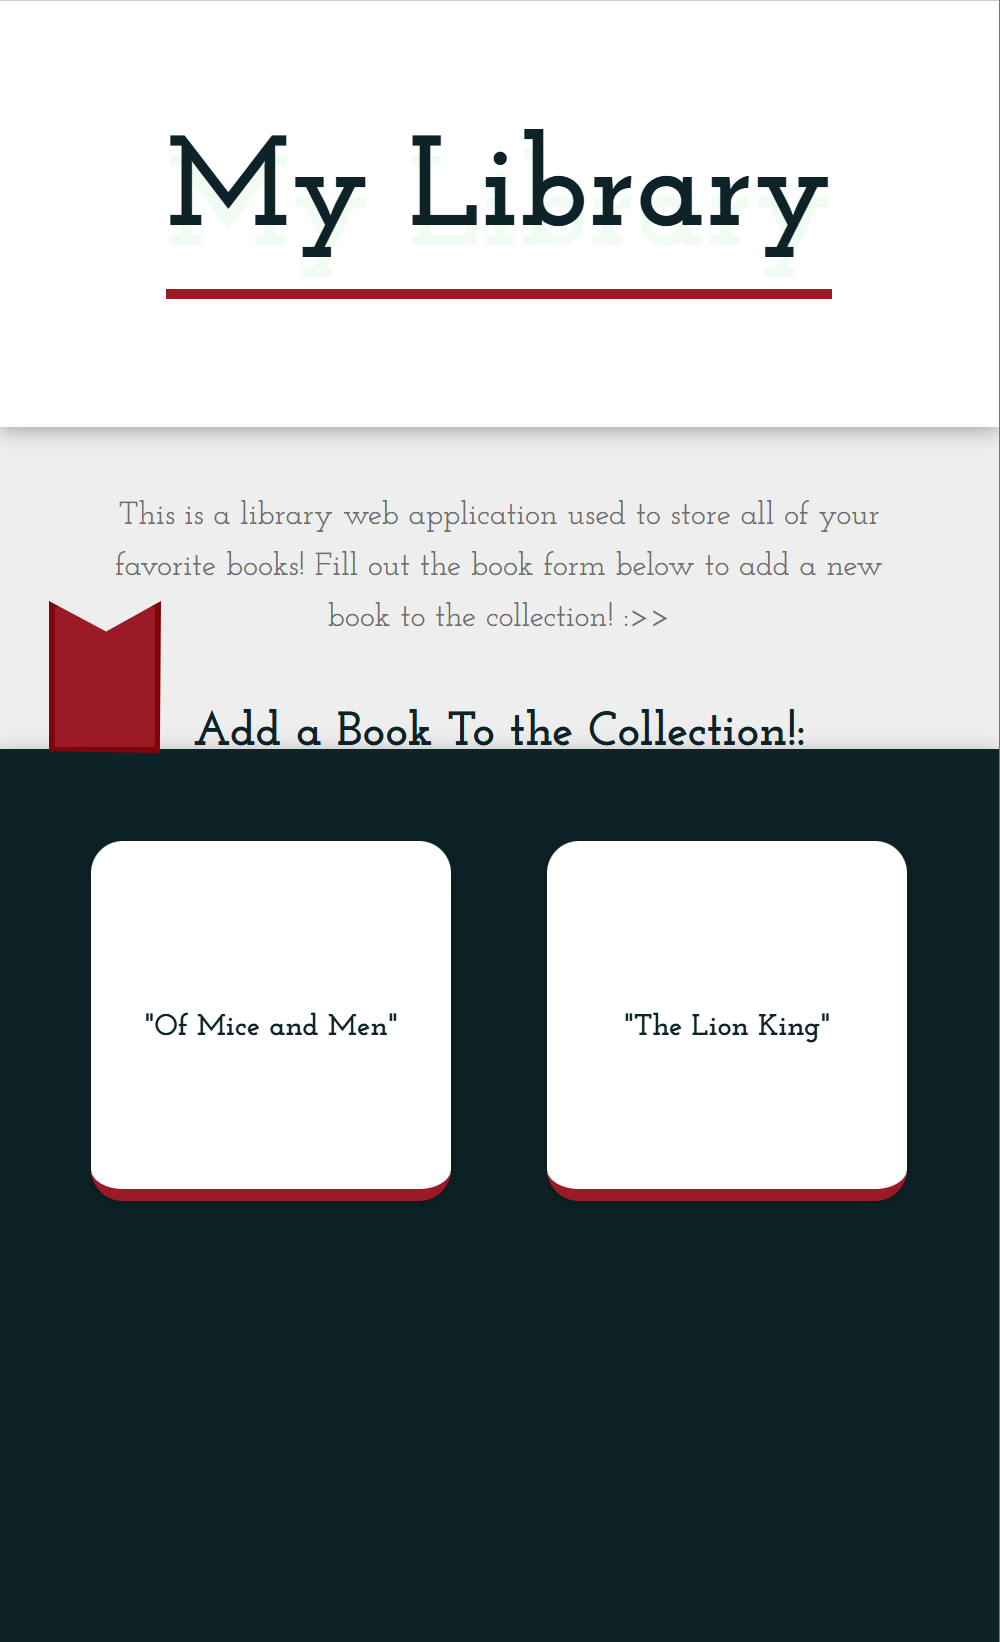 My Library
This is a library web application used to store all of your
favorite books! Fill out the book form below to add a new
book to the collection! :>>
Add a Book To the Collection!:
"Of Mice and Men"
"The Lion King"